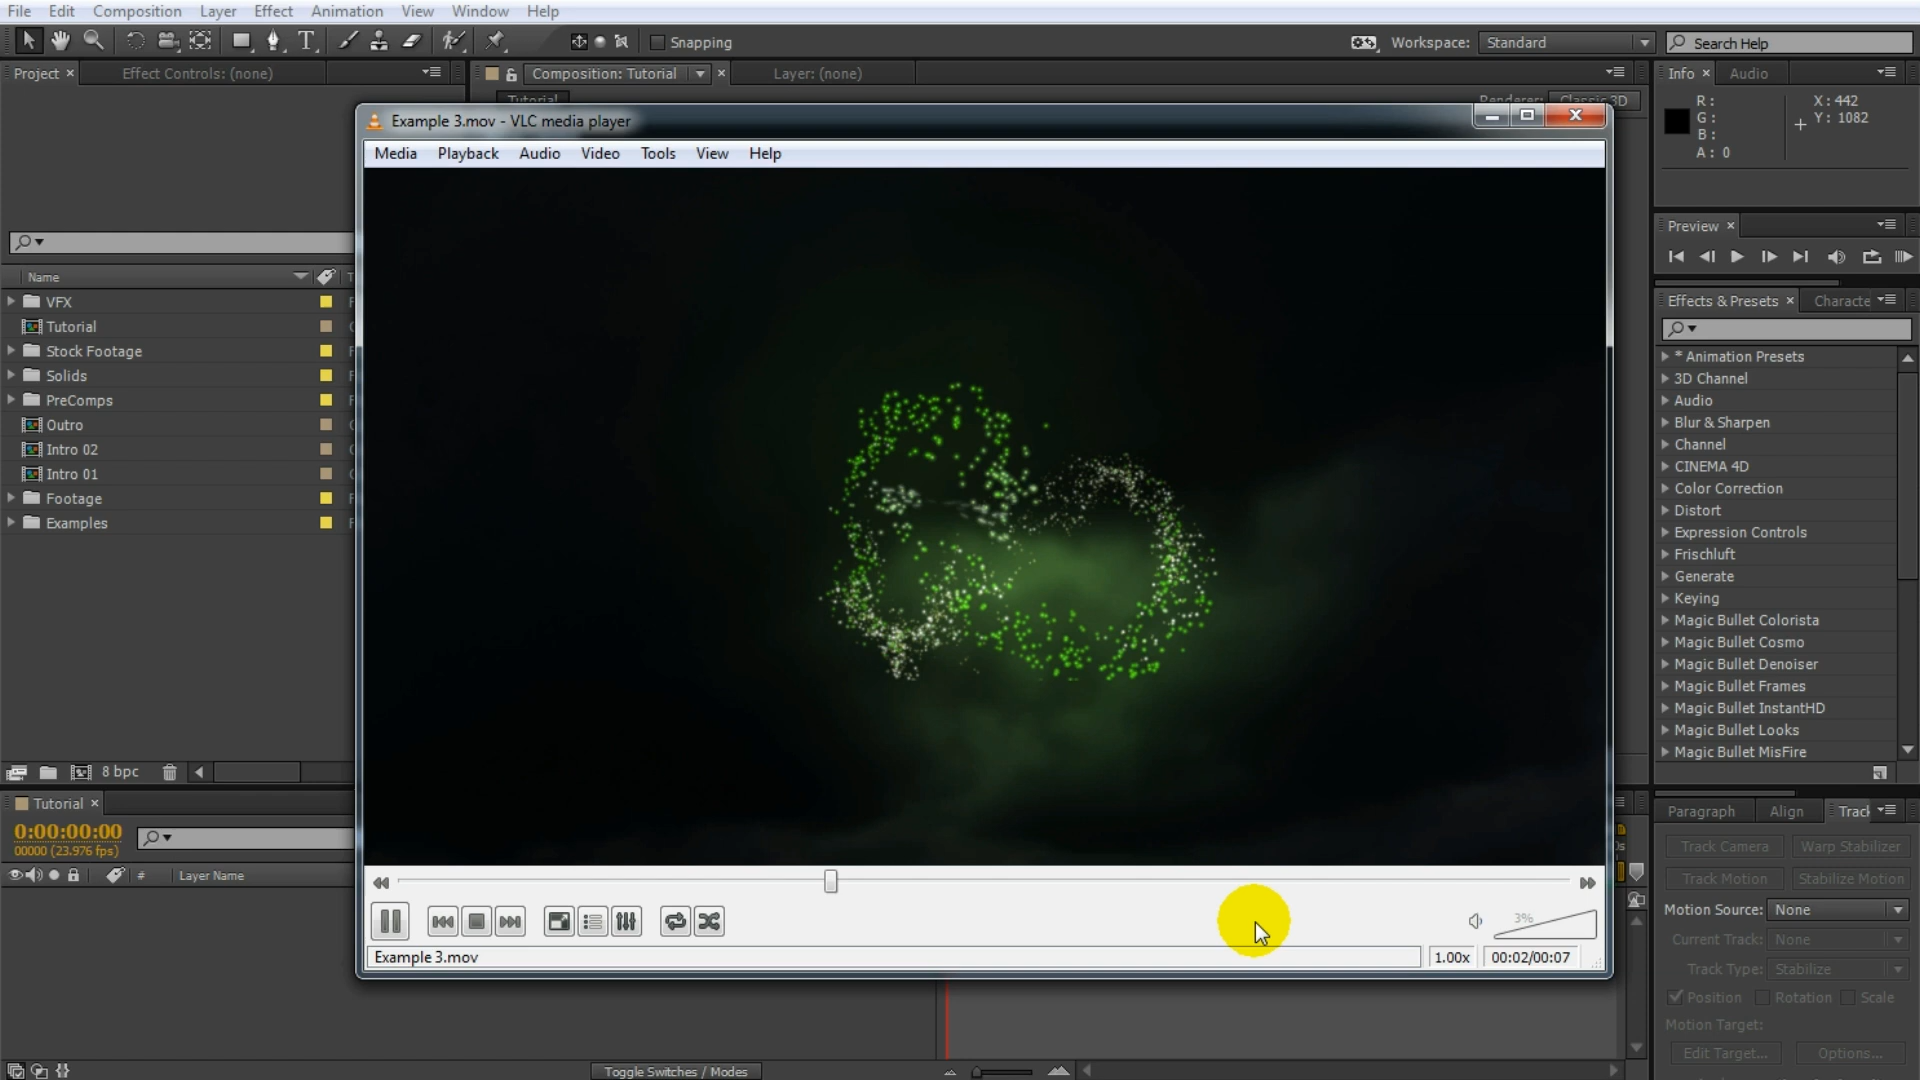 File Edit Composition Layer Effect Animation View Window Help
Snapping
Workspace: Standard
Search Help
Project × Effect Controls: (none)
Composition: Tutorial × Layer: (none)
Info × Audio
Tutorial
Renderer: Classic 3D
R:
G:
B:
A: 0
X: 442
Y: 1082
Example 3.mov - VLC media player
Media Playback Audio Video Tools View Help
Preview ×
Name
VFX
Tutorial
Stock Footage
Solids
PreComps
Outro
Intro 02
Intro 01
Footage
Examples
8 bpc
Effects & Presets × Characte
* Animation Presets
3D Channel
Audio
Blur & Sharpen
Channel
CINEMA 4D
Color Correction
Distort
Expression Controls
Frischluft
Generate
Keying
Magic Bullet Colorista
Magic Bullet Cosmo
Magic Bullet Denoiser
Magic Bullet Frames
Magic Bullet InstantHD
Magic Bullet Looks
Magic Bullet MisFire
Tutorial ×
0:00:00:00
00000 (23.976 fps)
# Layer Name
3%
Example 3.mov
1.00x 00:02/00:07
Paragraph Align Track
Track Camera Warp Stabilizer
Track Motion Stabilize Motion
Motion Source: None
Current Track: None
Track Type: Stabilize
Position Rotation Scale
Motion Target:
Edit Target... Options...
Toggle Switches / Modes